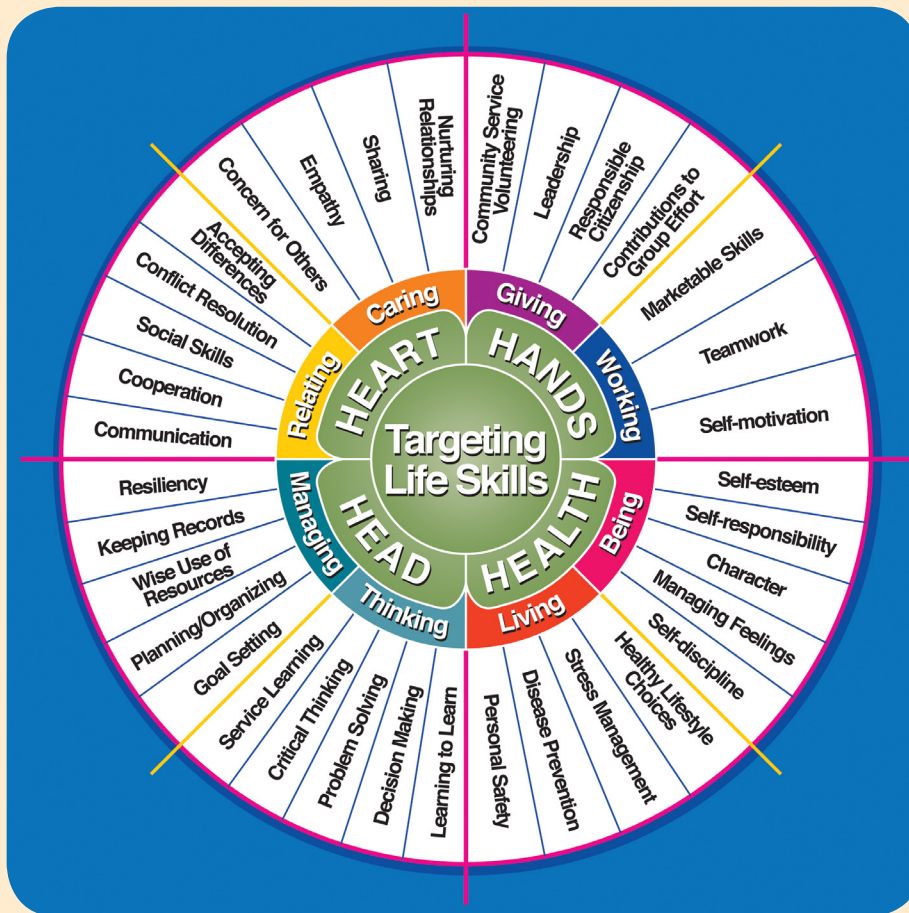 Targeting
Life Skills
HEART
HANDS
HEALTH
HEAD
Caring
Giving
Working
Being
Living
Thinking
Managing
Relating
Nurturing
Relationships
Sharing
Empathy
Concern for Others
Community Service
Volunteering
Leadership
Responsible
Citizenship
Contributions to
Group Effort
Marketable Skills
Teamwork
Self-motivation
Self-esteem
Self-responsibility
Character
Managing Feelings
Self-discipline
Healthy Lifestyle
Choices
Stress Management
Disease Prevention
Personal Safety
Learning to Learn
Decision Making
Problem Solving
Critical Thinking
Service Learning
Goal Setting
Planning/Organizing
Wise Use of
Resources
Keeping Records
Resiliency
Communication
Cooperation
Social Skills
Conflict Resolution
Accepting
Differences